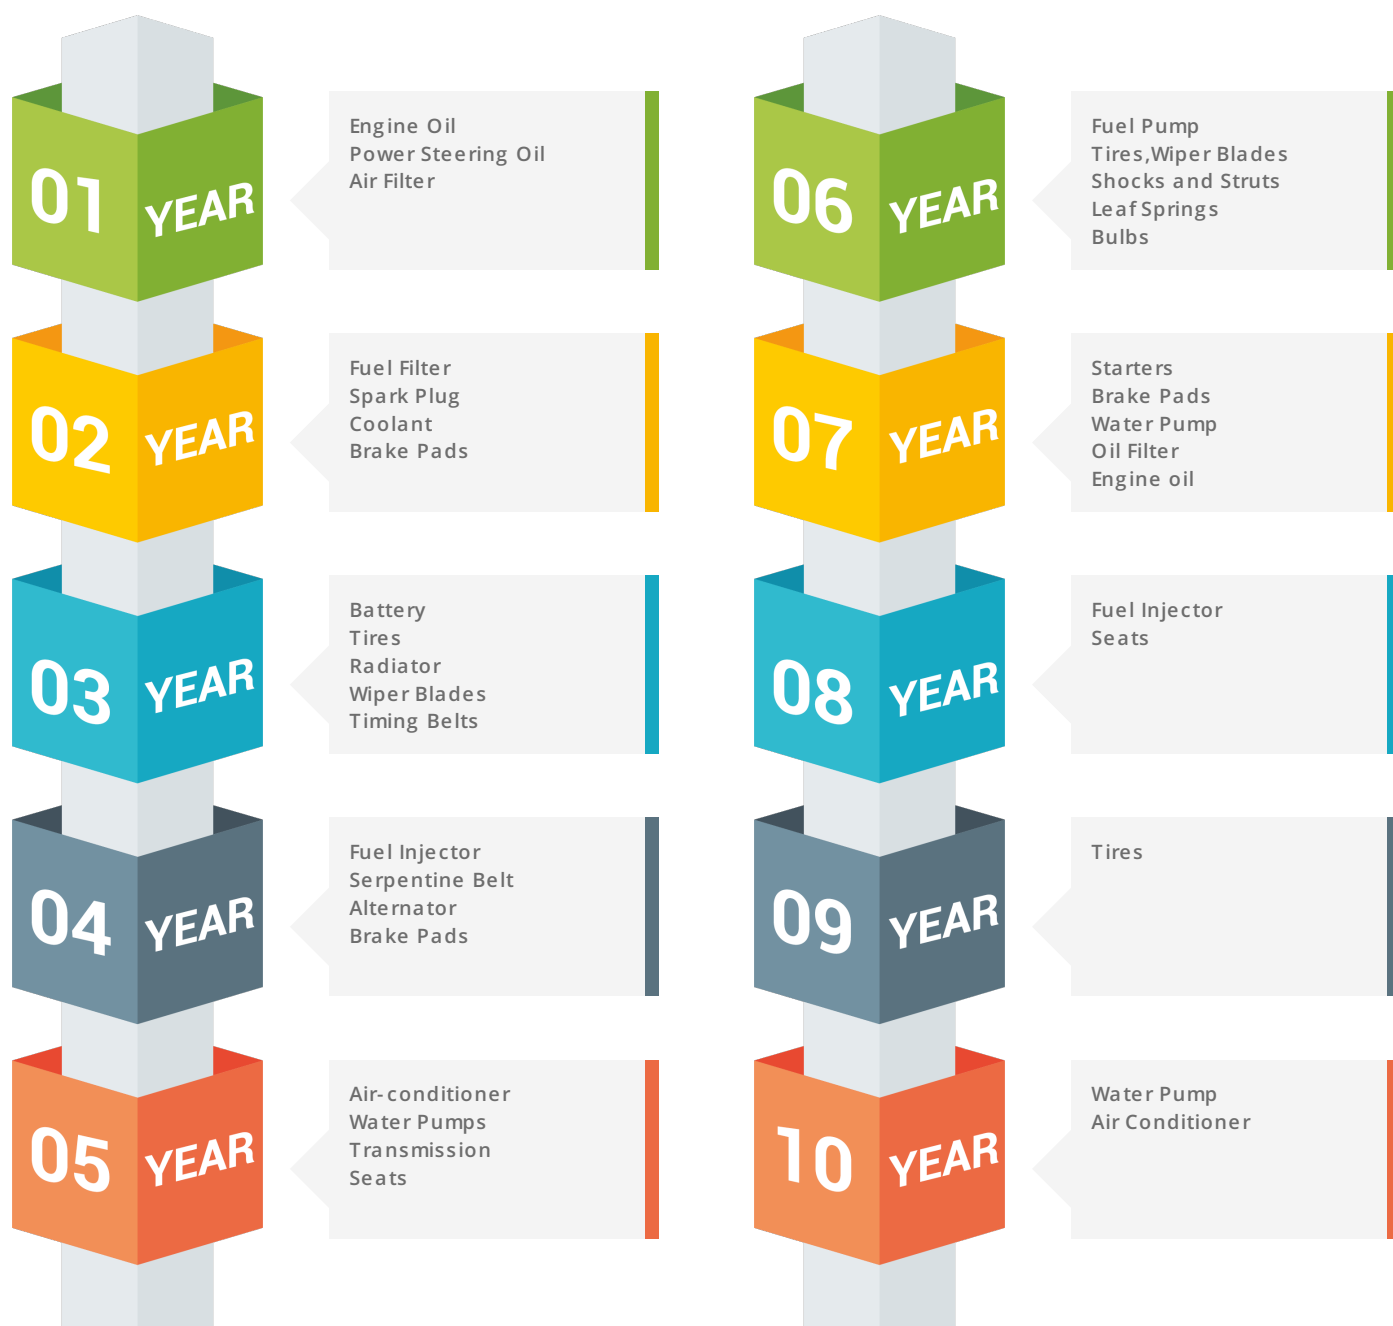 01 YEAR
Engine Oil
Power Steering Oil
Air Filter
02 YEAR
Fuel Filter
Spark Plug
Coolant
Brake Pads
03 YEAR
Battery
Tires
Radiator
Wiper Blades
Timing Belts
04 YEAR
Fuel Injector
Serpentine Belt
Alternator
Brake Pads
05 YEAR
Air-conditioner
Water Pumps
Transmission
Seats
06 YEAR
Fuel Pump
Tires,Wiper Blades
Shocks and Struts
Leaf Springs
Bulbs
07 YEAR
Starters
Brake Pads
Water Pump
Oil Filter
Engine oil
08 YEAR
Fuel Injector
Seats
09 YEAR
Tires
10 YEAR
Water Pump
Air Conditioner